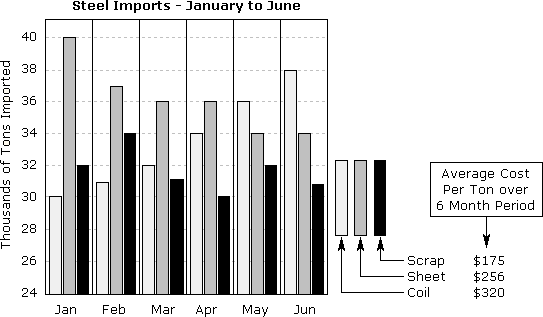 Steel Imports - January to June
Thousands of Tons Imported
40
38
36
34
32
30
28
26
24
Jan Feb Mar Apr May Jun
Average Cost
Per Ton over
6 Month Period
Scrap $175
Sheet $256
Coil $320